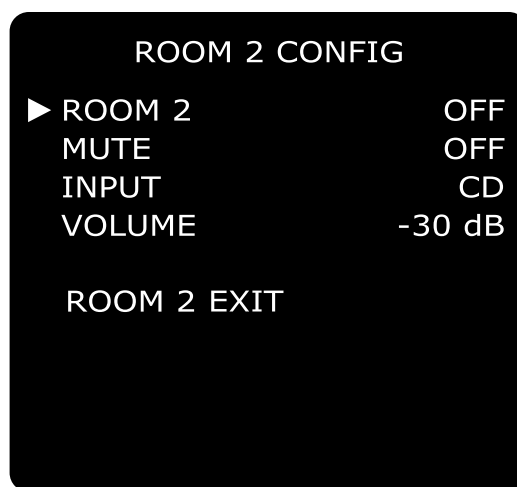 ROOM 2 CONFIG
ROOM 2 OFF
MUTE OFF
INPUT CD
VOLUME -30 dB
ROOM 2 EXIT